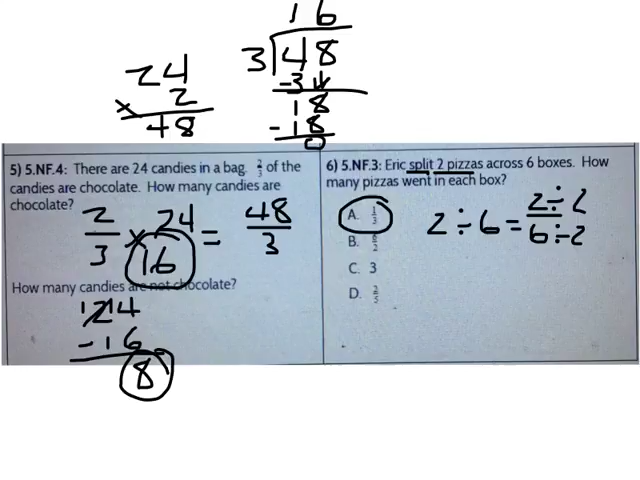 16
3 48
-3
18
-18
0
24
× 2
48
5) 5.NF.4: There are 24 candies in a bag. 2/3 of the
candies are chocolate. How many candies are
chocolate?
2/3 × 24 = 48/3
16
How many candies are not chocolate?
1214
-16
8
6) 5.NF.3: Eric split 2 pizzas across 6 boxes. How
many pizzas went in each box?
A. 1/3
B.
C. 3
D.
2÷6= 2÷2/6÷2